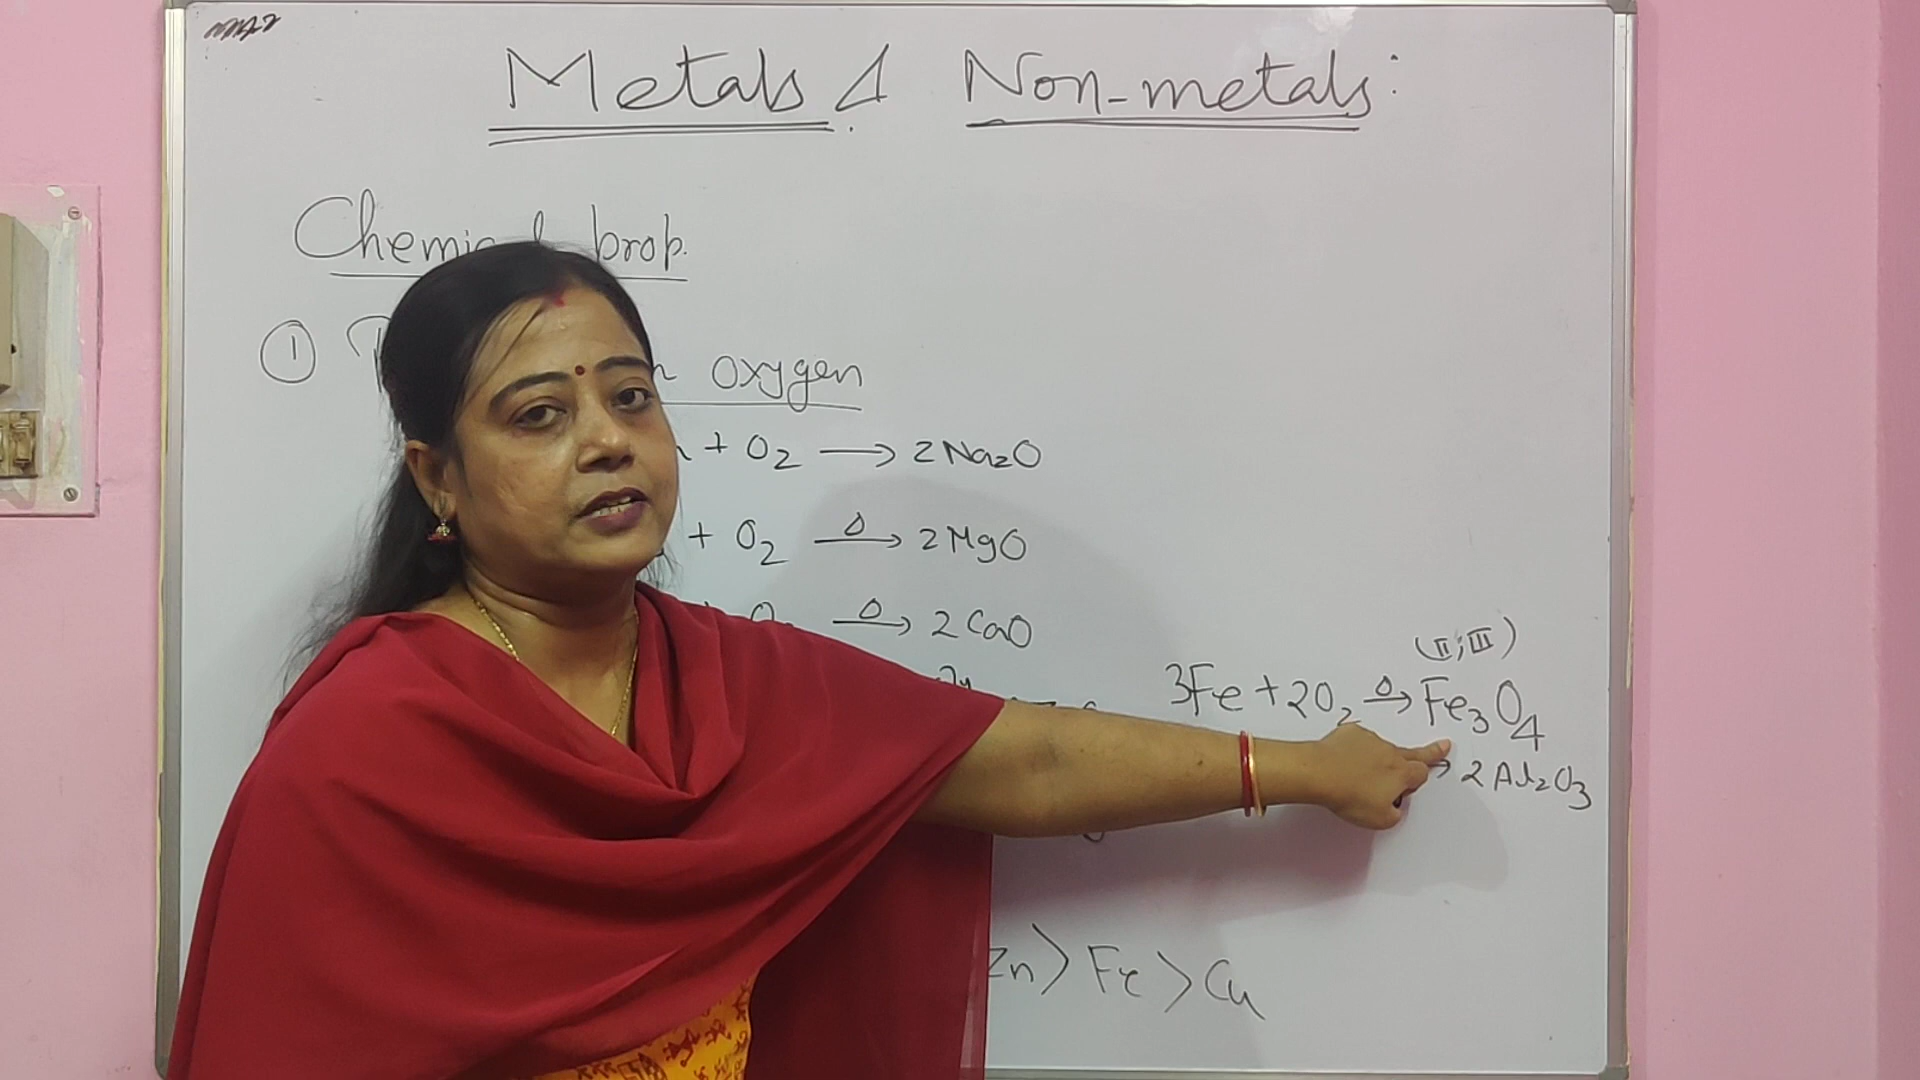 Metals & Non-metals:
Chemical prop.
① oxygen
+ O₂ → 2Na₂O
+ O₂ →Δ 2MgO
O₂ →Δ 2CaO
(II, III)
3Fe + 2O₂ →Δ Fe₃O₄
→ 2Al₂O₃
Zn > Fe > Cu